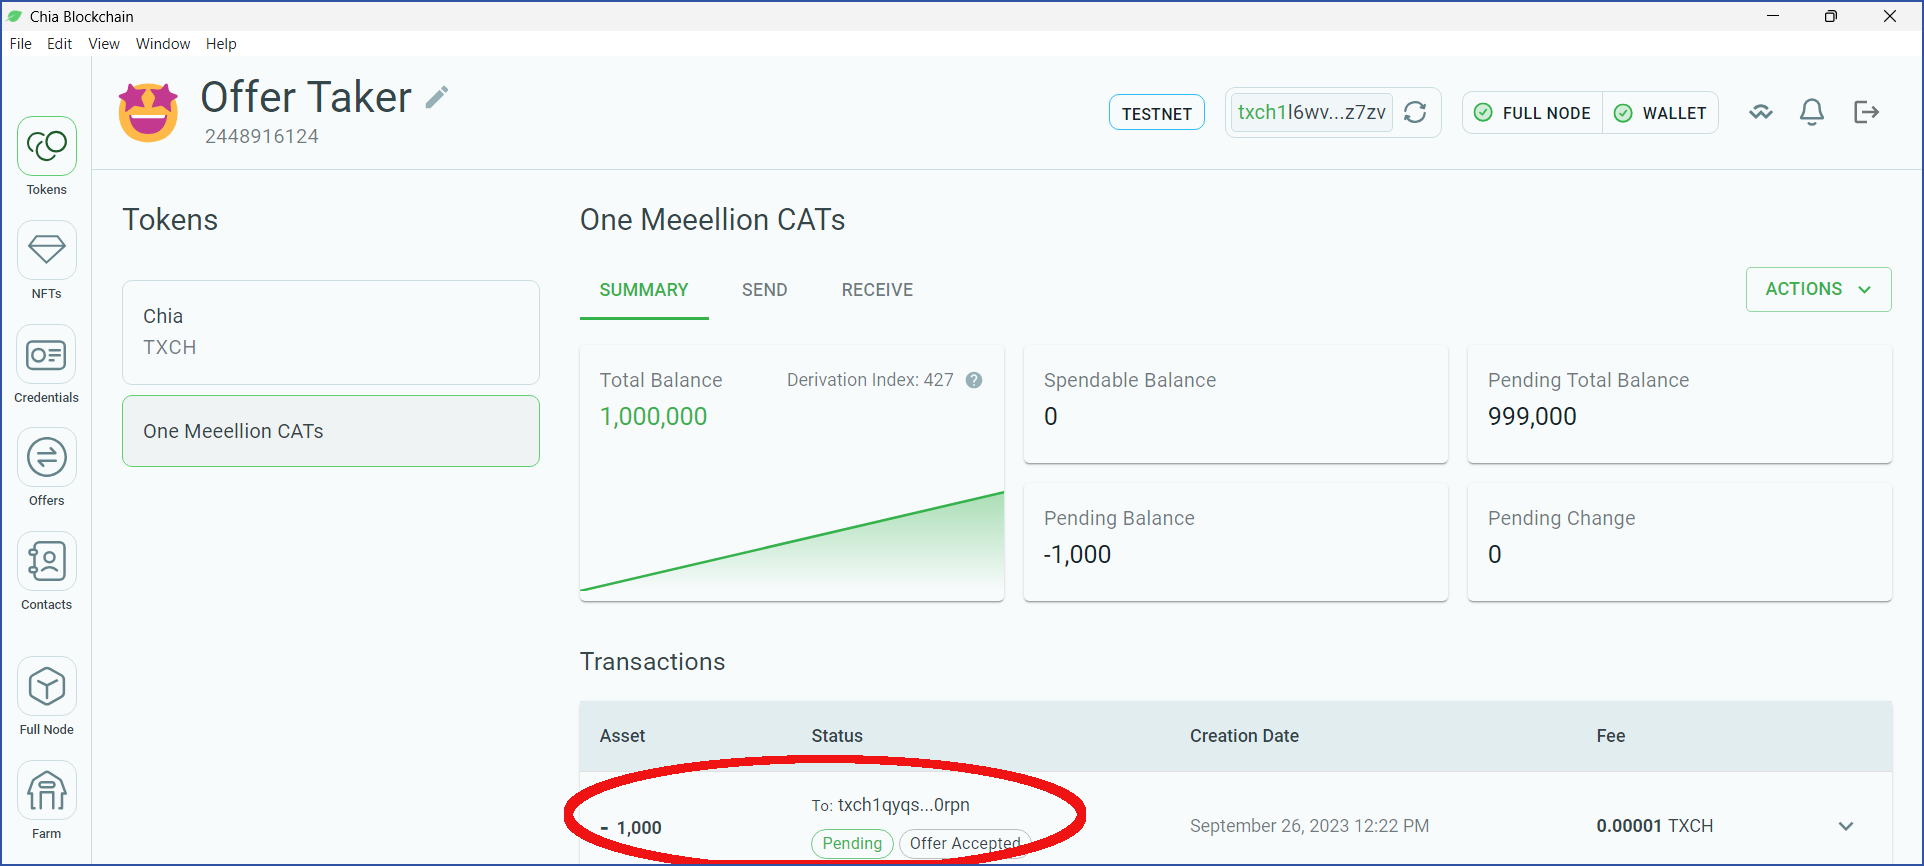 Chia Blockchain
File Edit View Window Help
Offer Taker
2448916124
TESTNET
txch1l6wv...z7zv
FULL NODE
WALLET
Tokens
NFTs
Credentials
Offers
Contacts
Full Node
Farm
Tokens
Chia
TXCH
One Meeellion CATs
One Meeellion CATs
SUMMARY SEND RECEIVE
ACTIONS
Total Balance
Derivation Index: 427 ?
1,000,000
Spendable Balance
0
Pending Total Balance
999,000
Pending Balance
-1,000
Pending Change
0
Transactions
Asset Status Creation Date Fee
- 1,000
To: txch1qyqs...0rpn
Pending Offer Accepted
September 26, 2023 12:22 PM
0.00001 TXCH